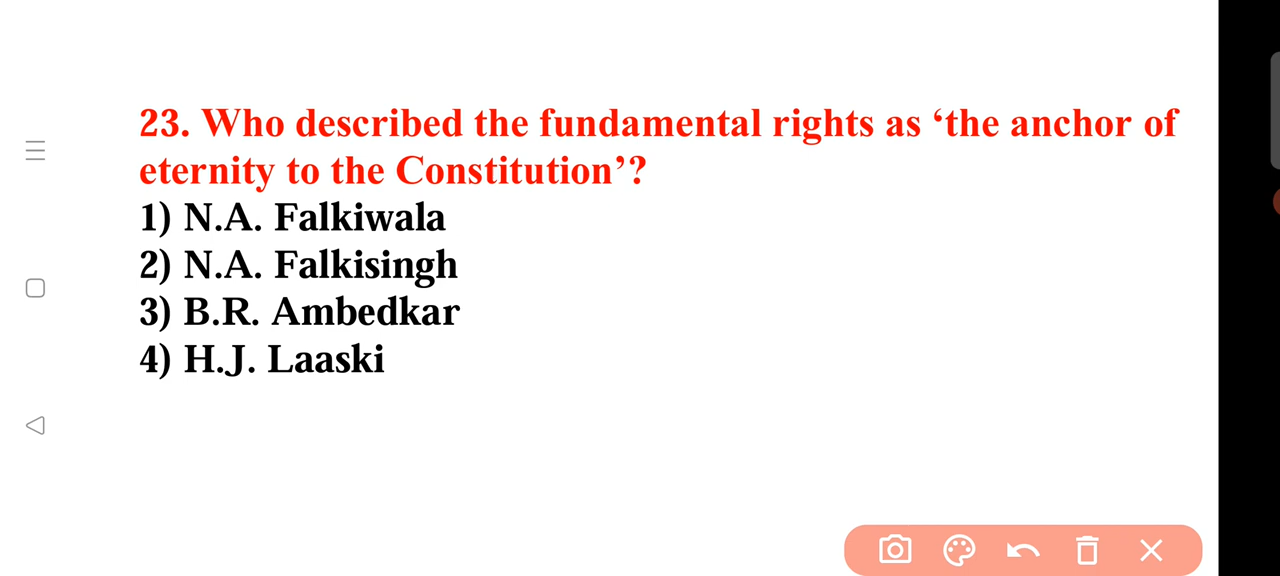 23. Who described the fundamental rights as ‘the anchor of
eternity to the Constitution’?
1) N.A. Falkiwala
2) N.A. Falkisingh
3) B.R. Ambedkar
4) H.J. Laaski